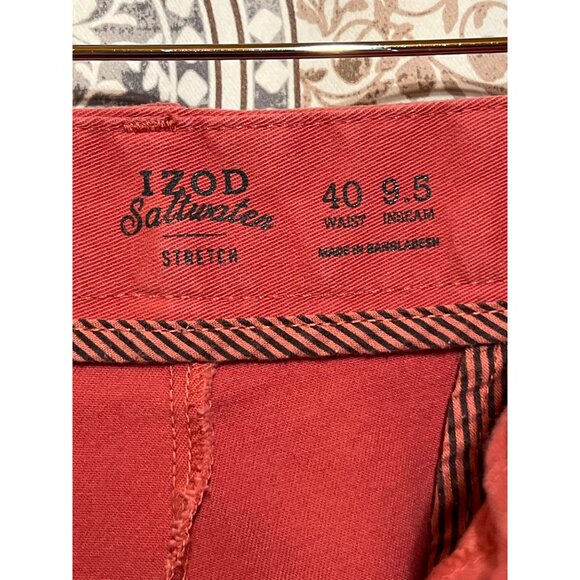 IZOD
Saltwater
STRETCH
40 9.5
WAIST INSEAM
MADE IN BANGLADESH